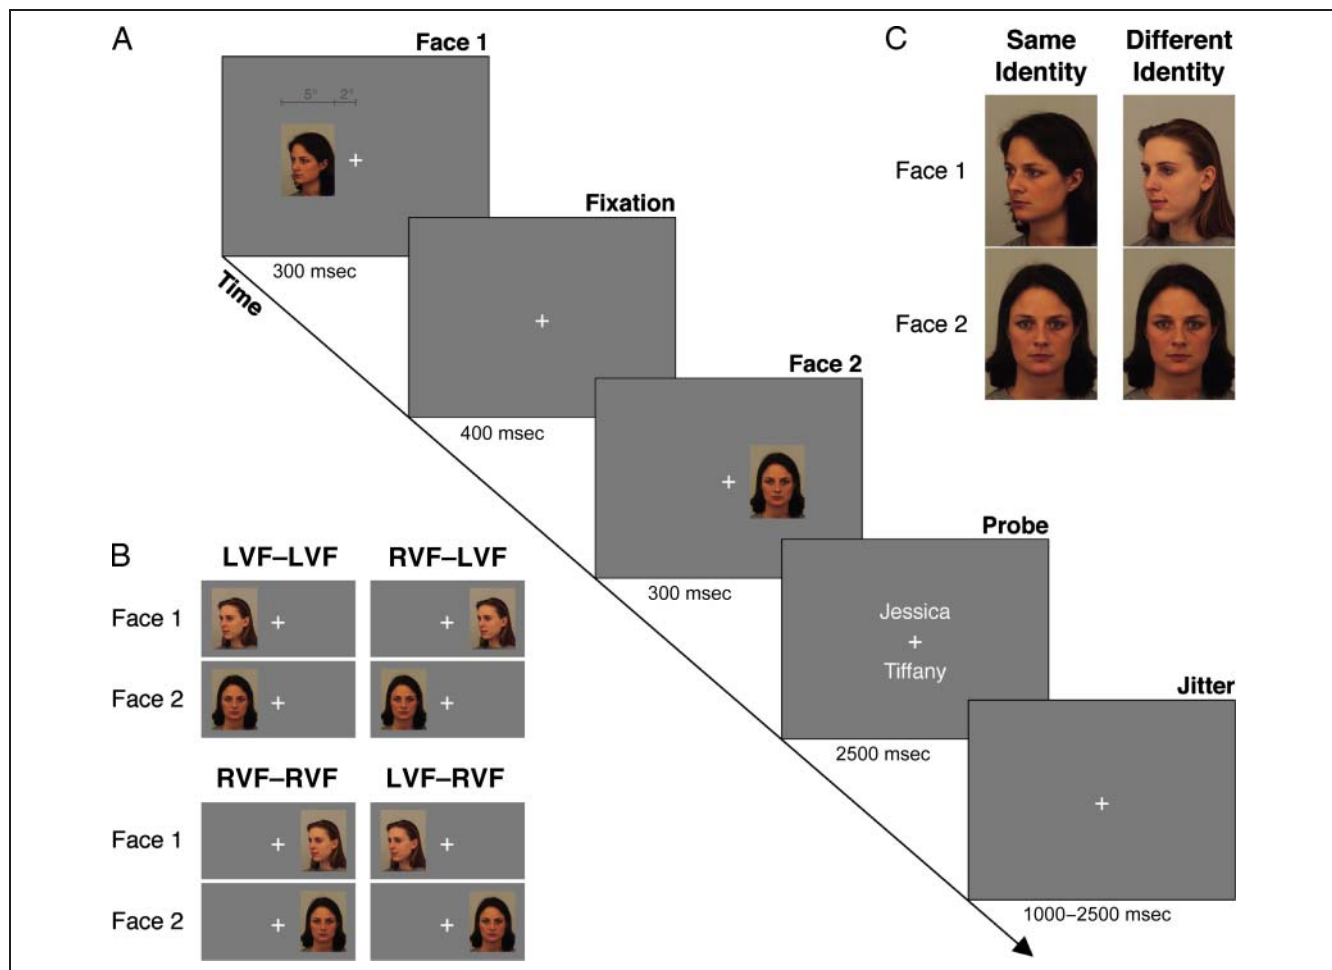 A
Face 1
5°
2°
300 msec
Time
Fixation
400 msec
Face 2
300 msec
Probe
Jessica
+
Tiffany
2500 msec
Jitter
1000–2500 msec
B
LVF–LVF
RVF–LVF
Face 1
Face 2
RVF–RVF
LVF–RVF
Face 1
Face 2
C
Same
Identity
Different
Identity
Face 1
Face 2